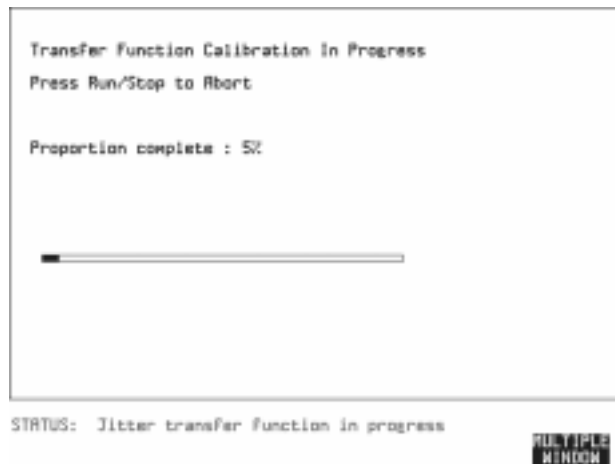 Transfer Function Calibration In Progress
Press Run/Stop to Abort
Proportion complete : 5%
STATUS: Jitter transfer function in progress
MULTIPLE
WINDOW